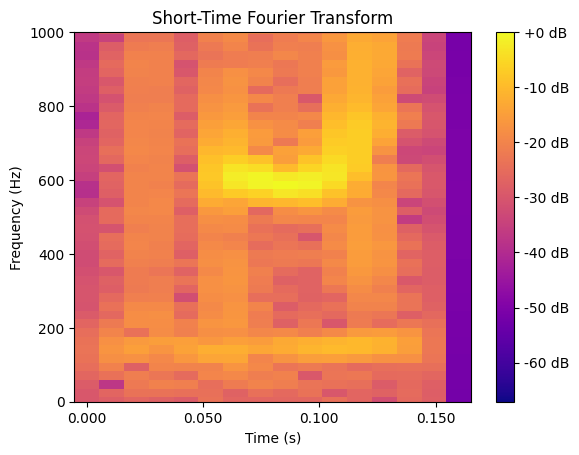 Short-Time Fourier Transform
Frequency (Hz)
1000
800
600
400
200
0
0.000
0.050
0.100
0.150
Time (s)
+0 dB
-10 dB
-20 dB
-30 dB
-40 dB
-50 dB
-60 dB